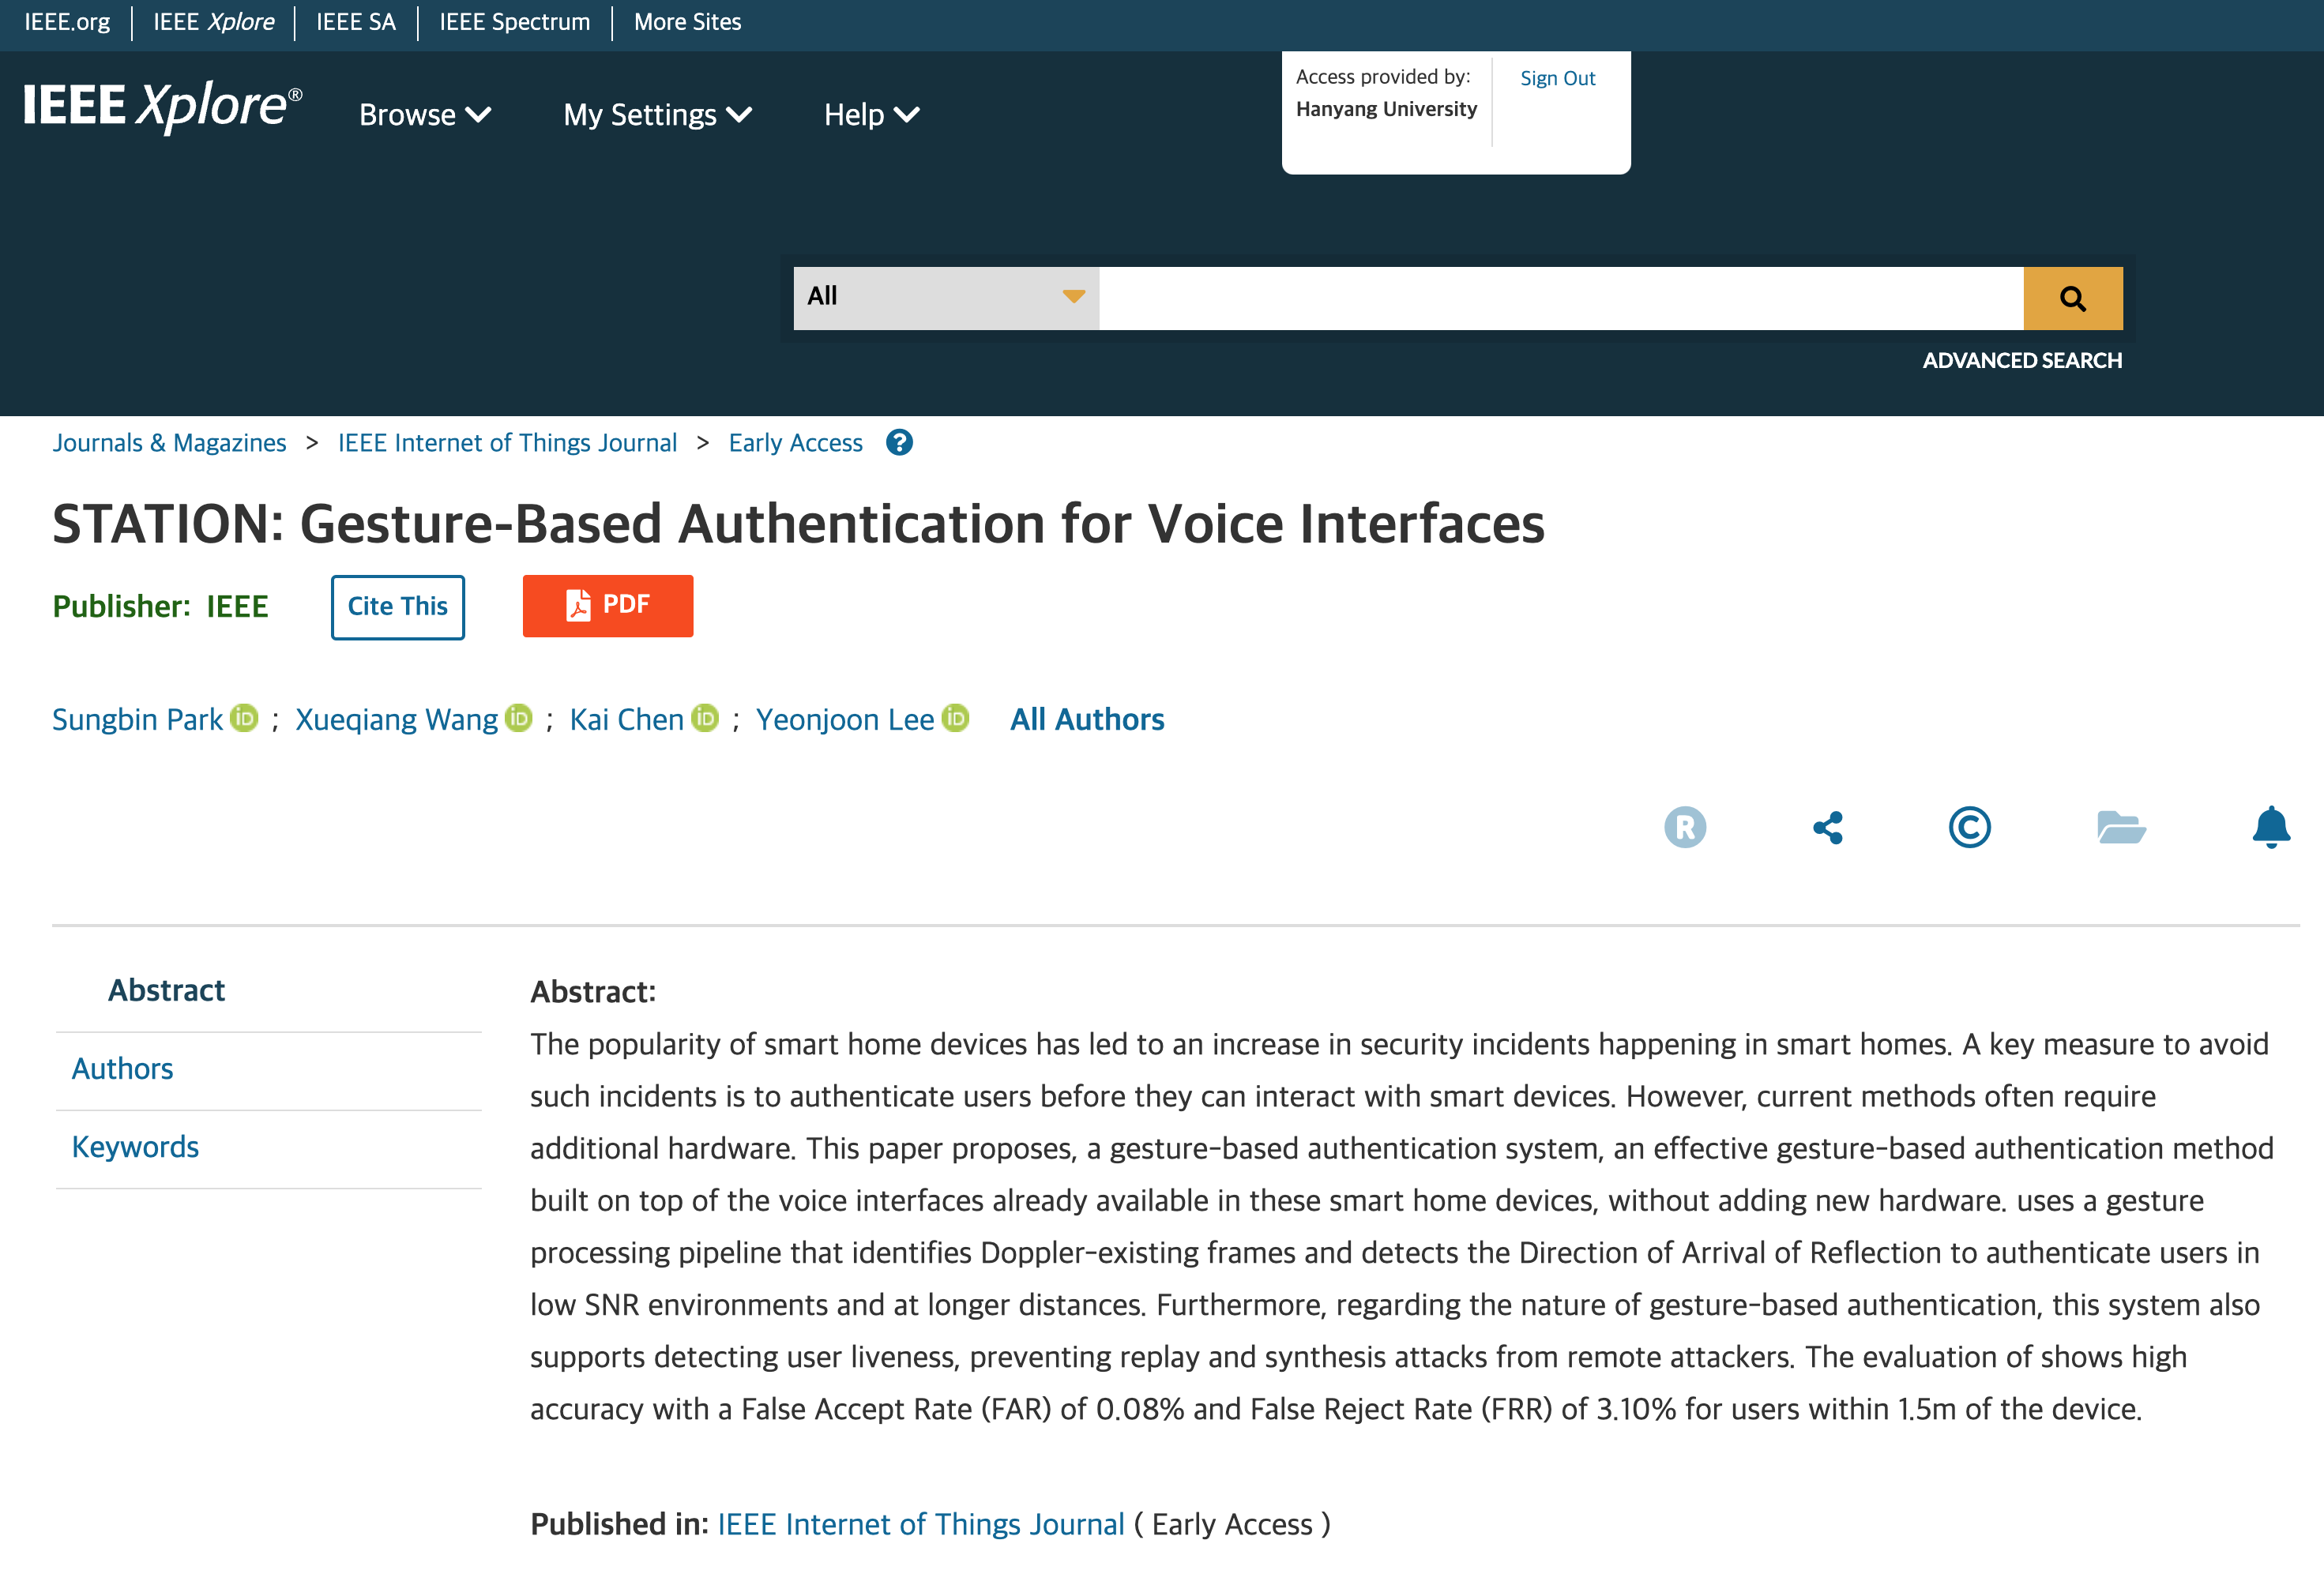 IEEE.org IEEE Xplore IEEE SA IEEE Spectrum More Sites
IEEE Xplore® Browse My Settings Help
Access provided by: Sign Out
Hanyang University
All
ADVANCED SEARCH
Journals & Magazines > IEEE Internet of Things Journal > Early Access ?
STATION: Gesture-Based Authentication for Voice Interfaces
Publisher: IEEE Cite This PDF
Sungbin Park iD ; Xueqiang Wang iD ; Kai Chen iD ; Yeonjoon Lee iD All Authors
R ©
Abstract
Authors
Keywords
Abstract:
The popularity of smart home devices has led to an increase in security incidents happening in smart homes. A key measure to avoid
such incidents is to authenticate users before they can interact with smart devices. However, current methods often require
additional hardware. This paper proposes, a gesture-based authentication system, an effective gesture-based authentication method
built on top of the voice interfaces already available in these smart home devices, without adding new hardware. uses a gesture
processing pipeline that identifies Doppler-existing frames and detects the Direction of Arrival of Reflection to authenticate users in
low SNR environments and at longer distances. Furthermore, regarding the nature of gesture-based authentication, this system also
supports detecting user liveness, preventing replay and synthesis attacks from remote attackers. The evaluation of shows high
accuracy with a False Accept Rate (FAR) of 0.08% and False Reject Rate (FRR) of 3.10% for users within 1.5m of the device.
Published in: IEEE Internet of Things Journal ( Early Access )